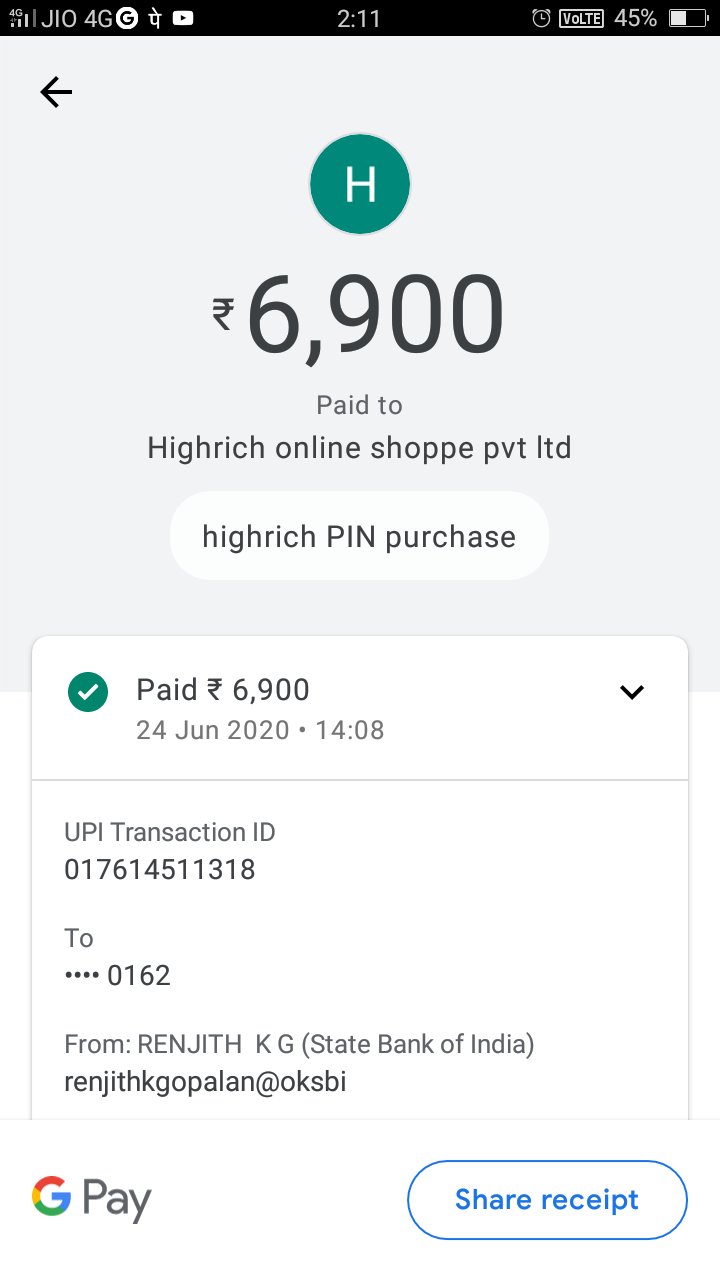 4G JIO 4G G पे 2:11 VoLTE 45%
H
₹6,900
Paid to
Highrich online shoppe pvt ltd
highrich PIN purchase
Paid ₹ 6,900
24 Jun 2020 • 14:08
UPI Transaction ID
017614511318
To
•••• 0162
From: RENJITH K G (State Bank of India)
renjithkgopalan@oksbi
G Pay
Share receipt